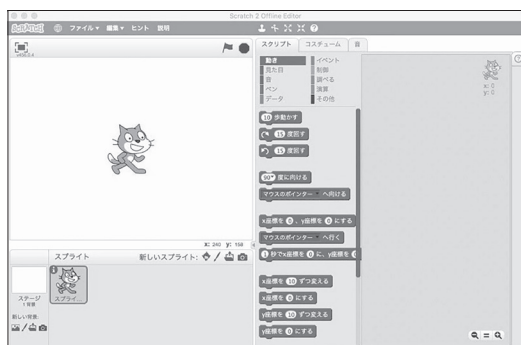 Scratch 2 Offline Editor
SCRATCH ファイル▼ 編集▼ ヒント 説明
v456.0.4
スクリプト コスチューム 音
動き イベント
見た目 制御
音 調べる
ペン 演算
データ その他
x: 0
y: 0
10 歩動かす
15 度回す
15 度回す
90▼ 度に向ける
マウスのポインター▼ へ向ける
x座標を 0 、y座標を 0 にする
マウスのポインター▼ へ行く
1 秒でx座標を 0 に、y座標を
x座標を 10 ずつ変える
x座標を 0 にする
y座標を 10 ずつ変える
y座標を 0 にする
x: 240 y: 158
スプライト 新しいスプライト:
ステージ
1 背景
スプライ...
新しい背景: